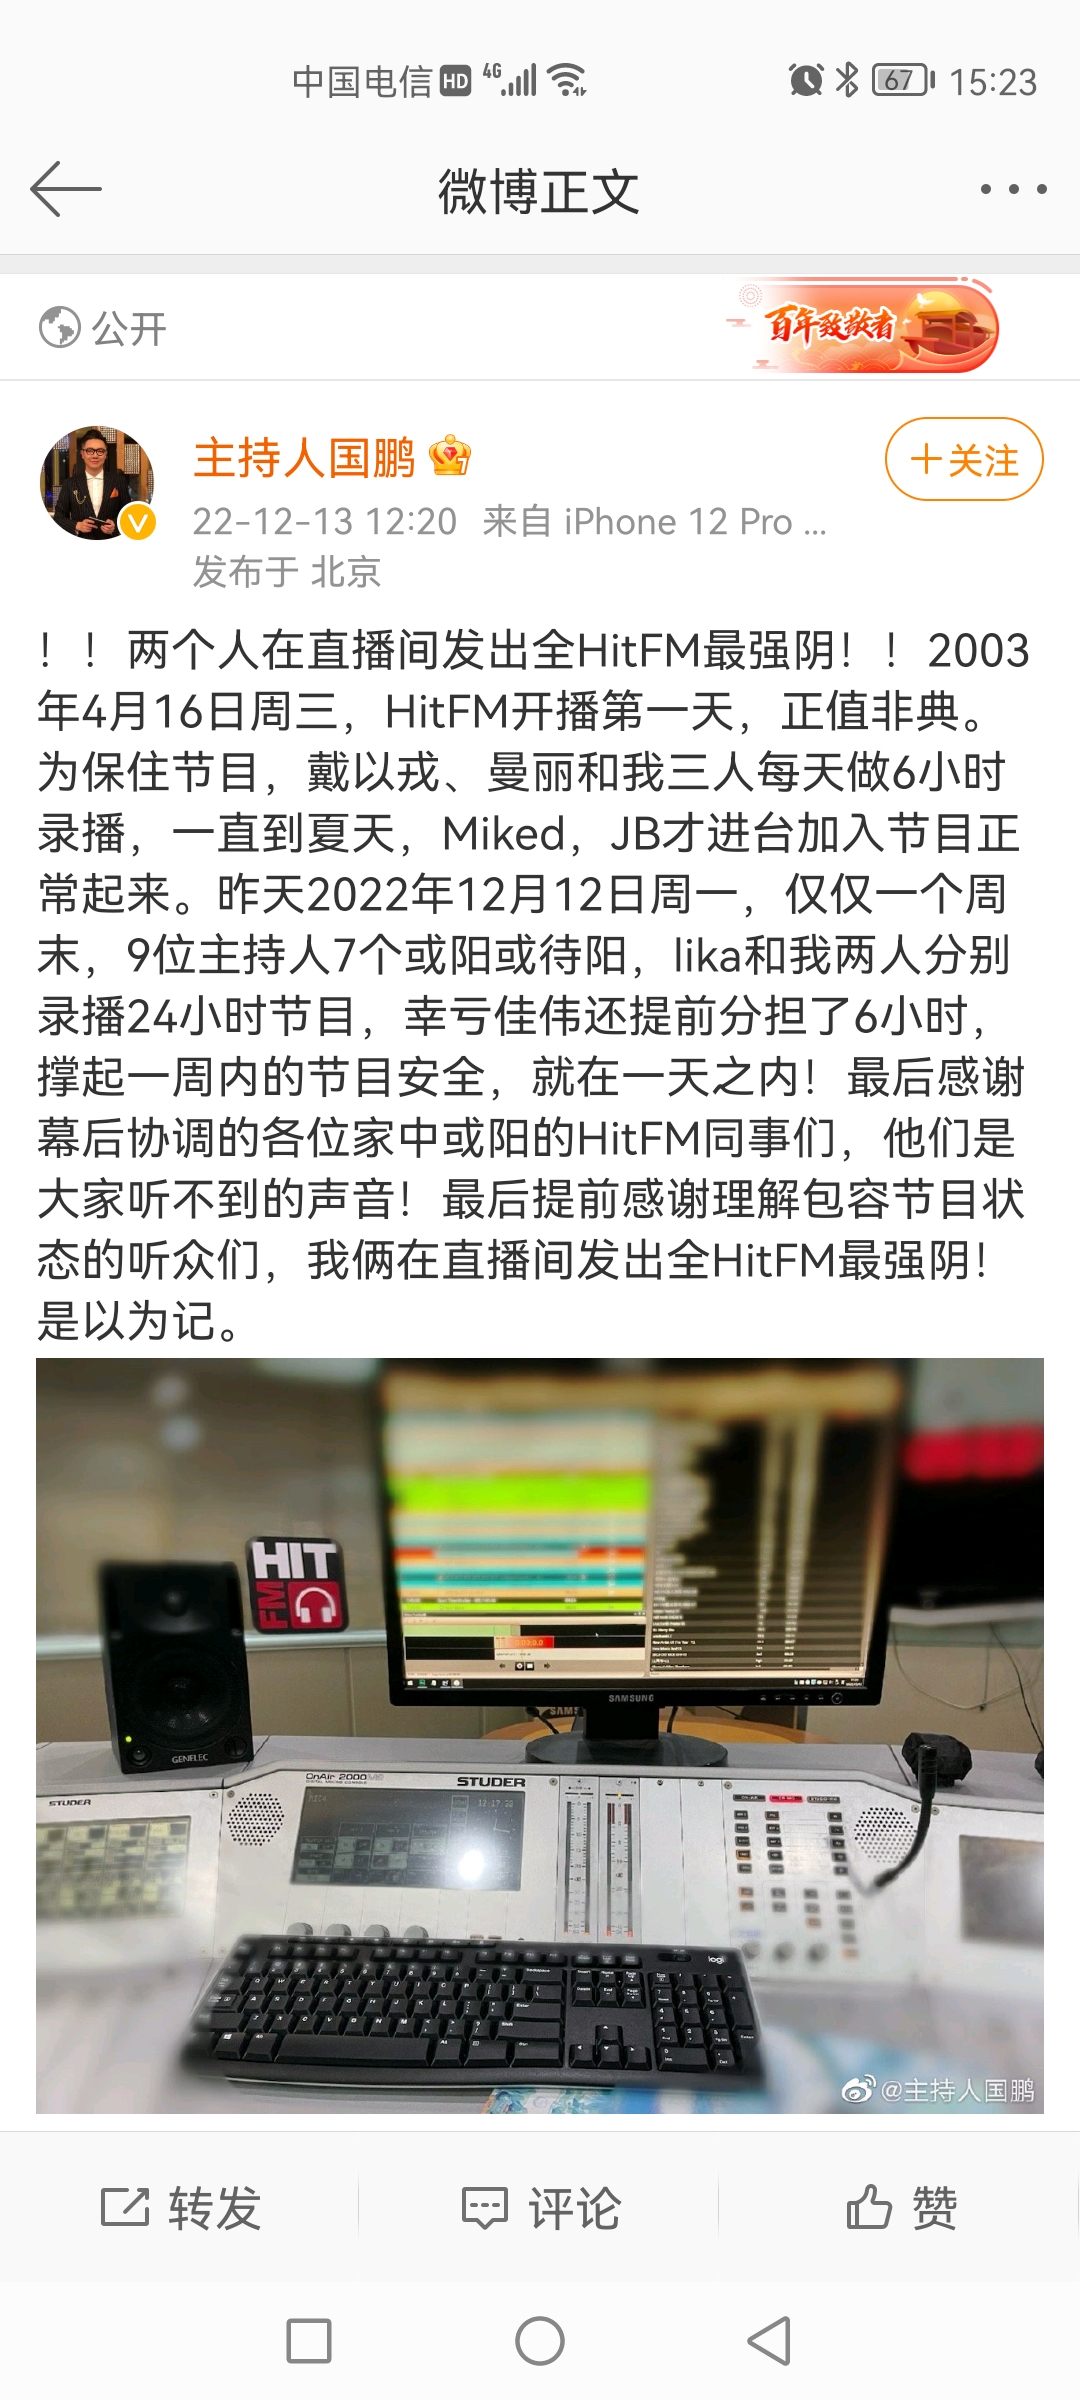 中国电信 HD 4G 67 15:23
微博正文
公开
百年致敬者
主持人国鹏
+关注
22-12-13 12:20 来自 iPhone 12 Pro ...
发布于 北京
！！两个人在直播间发出全HitFM最强阴！！2003
年4月16日周三，HitFM开播第一天，正值非典。
为保住节目，戴以戎、曼丽和我三人每天做6小时
录播，一直到夏天，Miked，JB才进台加入节目正
常起来。昨天2022年12月12日周一，仅仅一个周
末，9位主持人7个或阳或待阳，lika和我两人分别
录播24小时节目，幸亏佳伟还提前分担了6小时，
撑起一周内的节目安全，就在一天之内！最后感谢
幕后协调的各位家中或阳的HitFM同事们，他们是
大家听不到的声音！最后提前感谢理解包容节目状
态的听众们，我俩在直播间发出全HitFM最强阴！
是以为记。
HIT
FM
SAMSUNG
GENELEC
STUDER
OnAir 2000
STUDER
12:17:38
logi
@主持人国鹏
转发
评论
赞